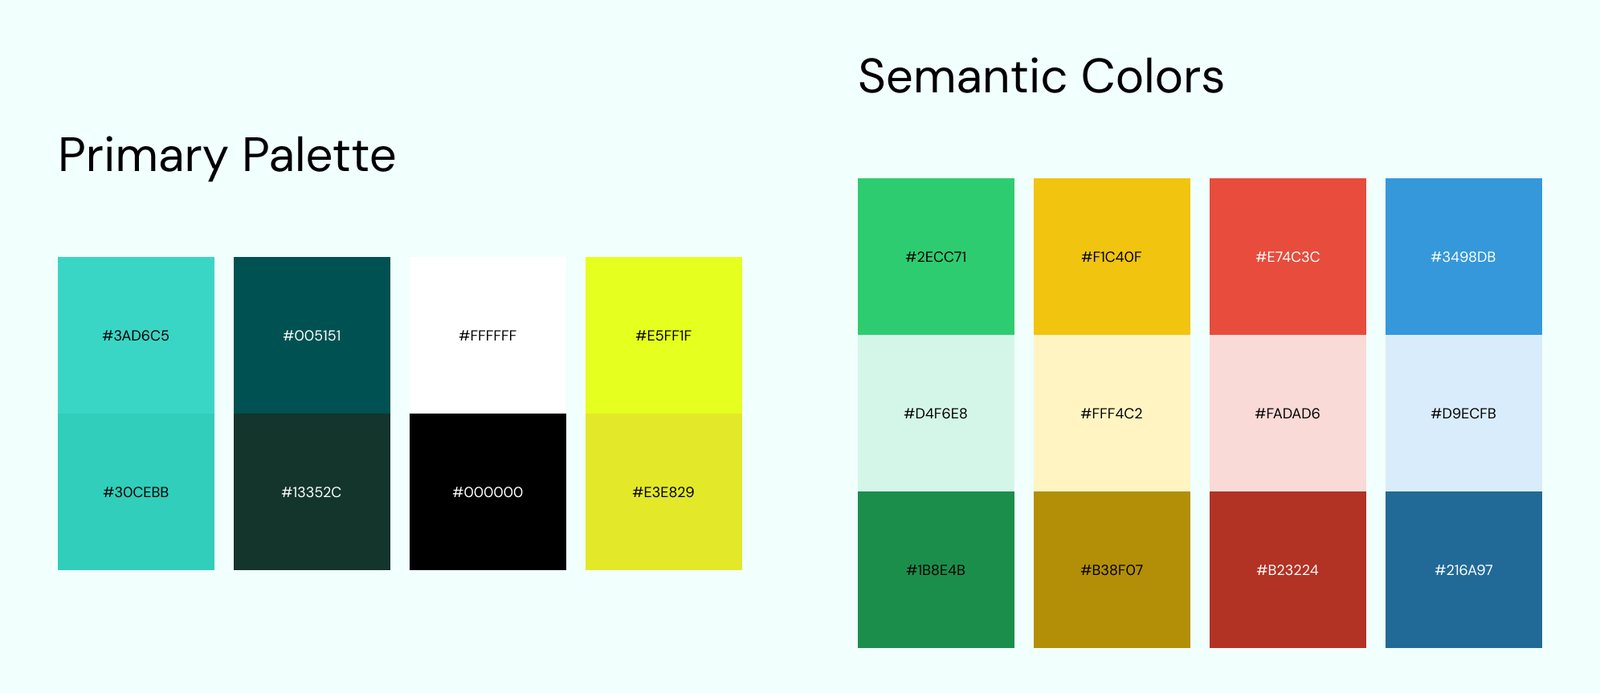 Primary Palette
#3AD6C5
#005151
#FFFFFF
#E5FF1F
#30CEBB
#13352C
#000000
#E3E829
Semantic Colors
#2ECC71
#F1C40F
#E74C3C
#3498DB
#D4F6E8
#FFF4C2
#FADAD6
#D9ECFB
#1B8E4B
#B38F07
#B23224
#216A97